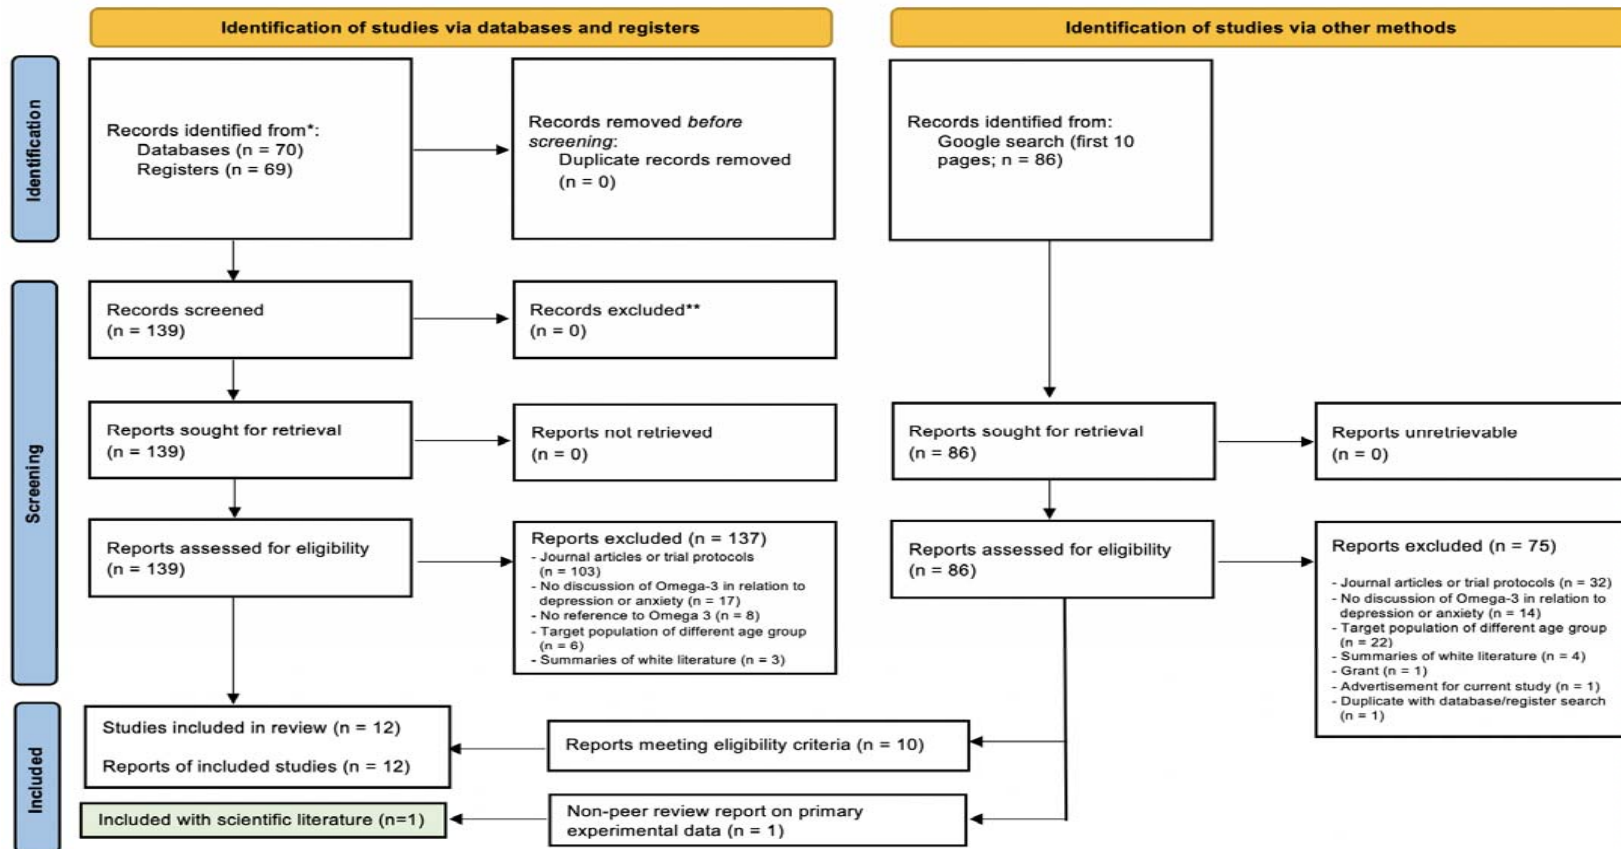 Identification of studies via databases and registers
Identification of studies via other methods
Identification
Records identified from*:
Databases (n = 70)
Registers (n = 69)
Records removed before
screening:
Duplicate records removed
(n = 0)
Records identified from:
Google search (first 10
pages; n = 86)
Screening
Records screened
(n = 139)
Records excluded**
(n = 0)
Reports sought for retrieval
(n = 139)
Reports not retrieved
(n = 0)
Reports sought for retrieval
(n = 86)
Reports unretrievable
(n = 0)
Reports assessed for eligibility
(n = 139)
Reports excluded (n = 137)
- Journal articles or trial protocols
(n = 103)
- No discussion of Omega-3 in relation to
depression or anxiety (n = 17)
- No reference to Omega 3 (n = 8)
- Target population of different age group
(n = 6)
- Summaries of white literature (n = 3)
Reports assessed for eligibility
(n = 86)
Reports excluded (n = 75)
- Journal articles or trial protocols (n = 32)
- No discussion of Omega-3 in relation to
depression or anxiety (n = 14)
- Target population of different age group
(n = 22)
- Summaries of white literature (n = 4)
- Grant (n = 1)
- Advertisement for current study (n = 1)
- Duplicate with database/register search
(n = 1)
Included
Studies included in review (n = 12)
Reports of included studies (n = 12)
Reports meeting eligibility criteria (n = 10)
Included with scientific literature (n=1)
Non-peer review report on primary
experimental data (n = 1)